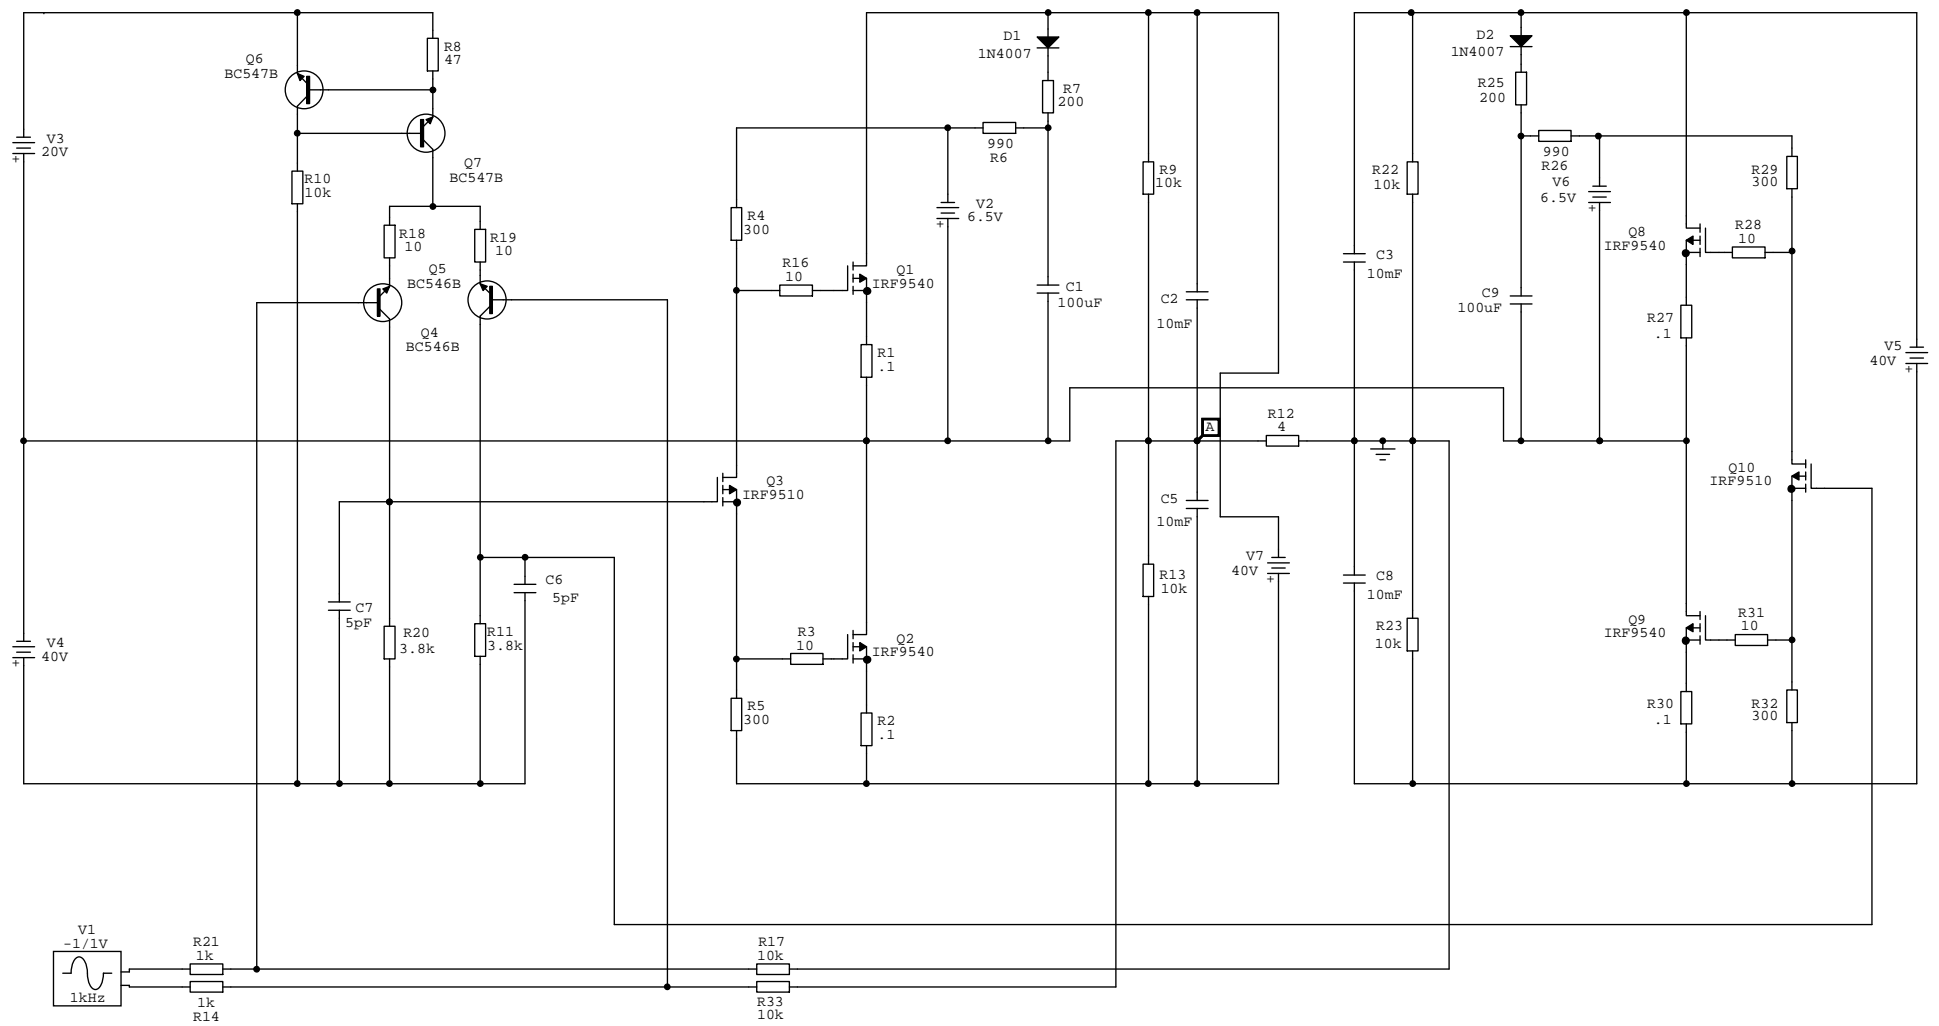 Q6
BC547B
R8
47
V3
20V
+
Q7
BC547B
R10
10k
R18
10
R19
10
Q5
BC546B
Q4
BC546B
V4
40V
+
C7
5pF
R20
3.8k
R11
3.8k
C6
5pF
D1
1N4007
R7
200
990
R6
V2
6.5V
+
R4
300
R16
10
Q1
IRF9540
C1
100uF
R1
.1
Q3
IRF9510
R3
10
Q2
IRF9540
R5
300
R2
.1
R9
10k
C2
10mF
A
R12
4
C5
10mF
R13
10k
V7
40V
+
D2
1N4007
R25
200
990
R26
V6
6.5V
+
R29
300
R22
10k
C3
10mF
Q8
IRF9540
R28
10
C9
100uF
R27
.1
V5
40V
+
Q10
IRF9510
C8
10mF
R23
10k
Q9
IRF9540
R31
10
R30
.1
R32
300
V1
-1/1V
1kHz
R21
1k
1k
R14
R17
10k
R33
10k